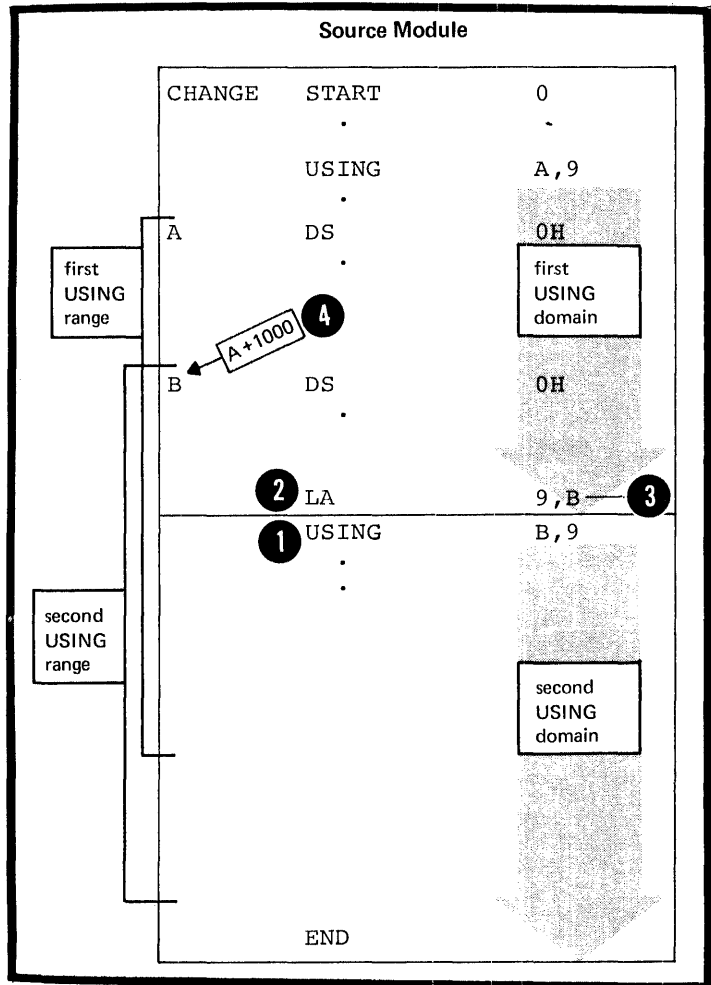 Source Module
CHANGE START 0
. .
USING A,9
.
A DS 0H
.
first
USING
range
first
USING
domain
A+1000 4
B DS 0H
.
2 LA 9,B 3
1 USING B,9
.
.
second
USING
range
second
USING
domain
END